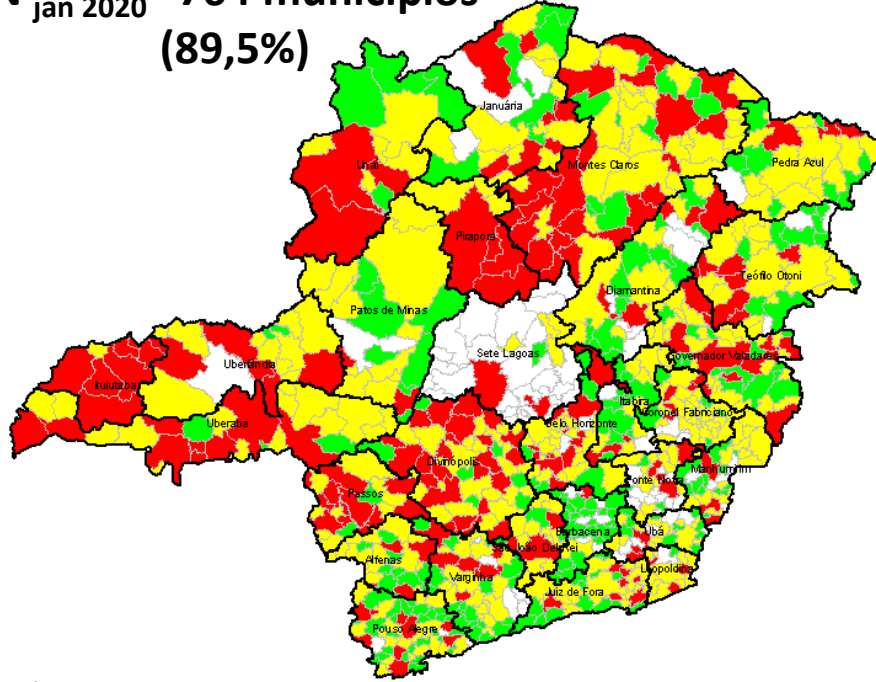 jan 2020
(89,5%)
Januária
Unaí
Montes Claros
Pedra Azul
Pirapora
Teófilo Otoni
Diamantina
Patos de Minas
Sete Lagoas
Uberlândia
Governador Valadares
Ituiutaba
Itabira
Coronel Fabriciano
Uberaba
Belo Horizonte
Divinópolis
Manhumirim
Ponte Nova
Passos
Barbacena
Ubá
São João Del Rei
Alfenas
Leopoldina
Varginha
Juiz de Fora
Pouso Alegre